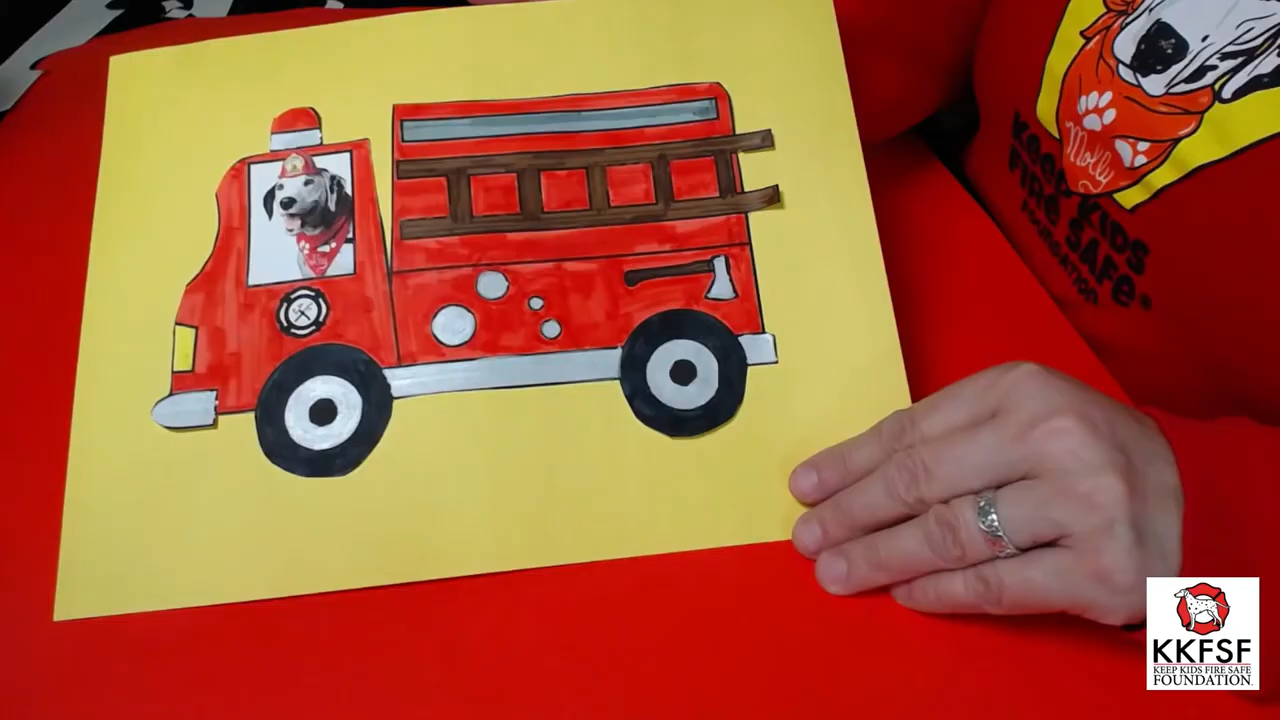 Molly
Keep Kids
Fire Safe
Foundation
KKFSF
KEEP KIDS FIRE SAFE
FOUNDATION